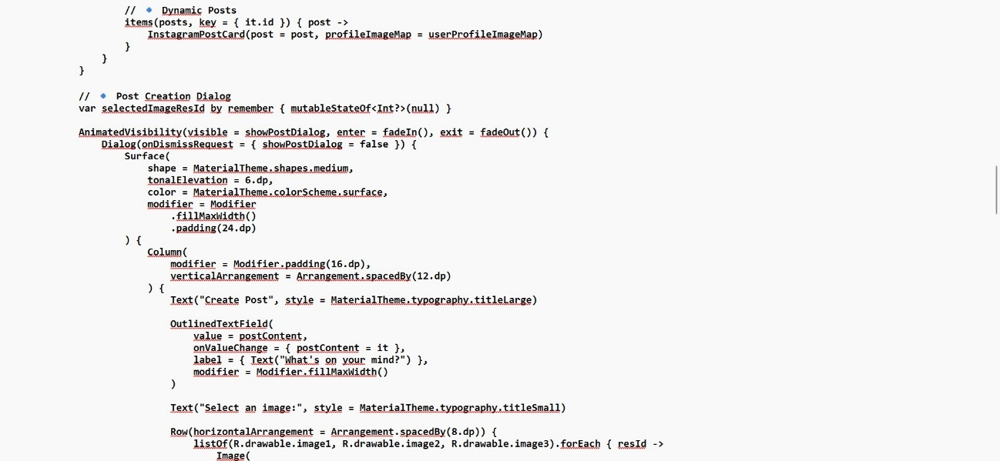 // 🔹 Dynamic Posts
items(posts, key = { it.id }) { post ->
InstagramPostCard(post = post, profileImageMap = userProfileImageMap)
}
}
}
// 🔹 Post Creation Dialog
var selectedImageResId by remember { mutableStateOf<Int?>(null) }
AnimatedVisibility(visible = showPostDialog, enter = fadeIn(), exit = fadeOut()) {
Dialog(onDismissRequest = { showPostDialog = false }) {
Surface(
shape = MaterialTheme.shapes.medium,
tonalElevation = 6.dp,
color = MaterialTheme.colorScheme.surface,
modifier = Modifier
.fillMaxWidth()
.padding(24.dp)
) {
Column(
modifier = Modifier.padding(16.dp),
verticalArrangement = Arrangement.spacedBy(12.dp)
) {
Text("Create Post", style = MaterialTheme.typography.titleLarge)
OutlinedTextField(
value = postContent,
onValueChange = { postContent = it },
label = { Text("What's on your mind?") },
modifier = Modifier.fillMaxWidth()
)
Text("Select an image:", style = MaterialTheme.typography.titleSmall)
Row(horizontalArrangement = Arrangement.spacedBy(8.dp)) {
listOf(R.drawable.image1, R.drawable.image2, R.drawable.image3).forEach { resId ->
Image(